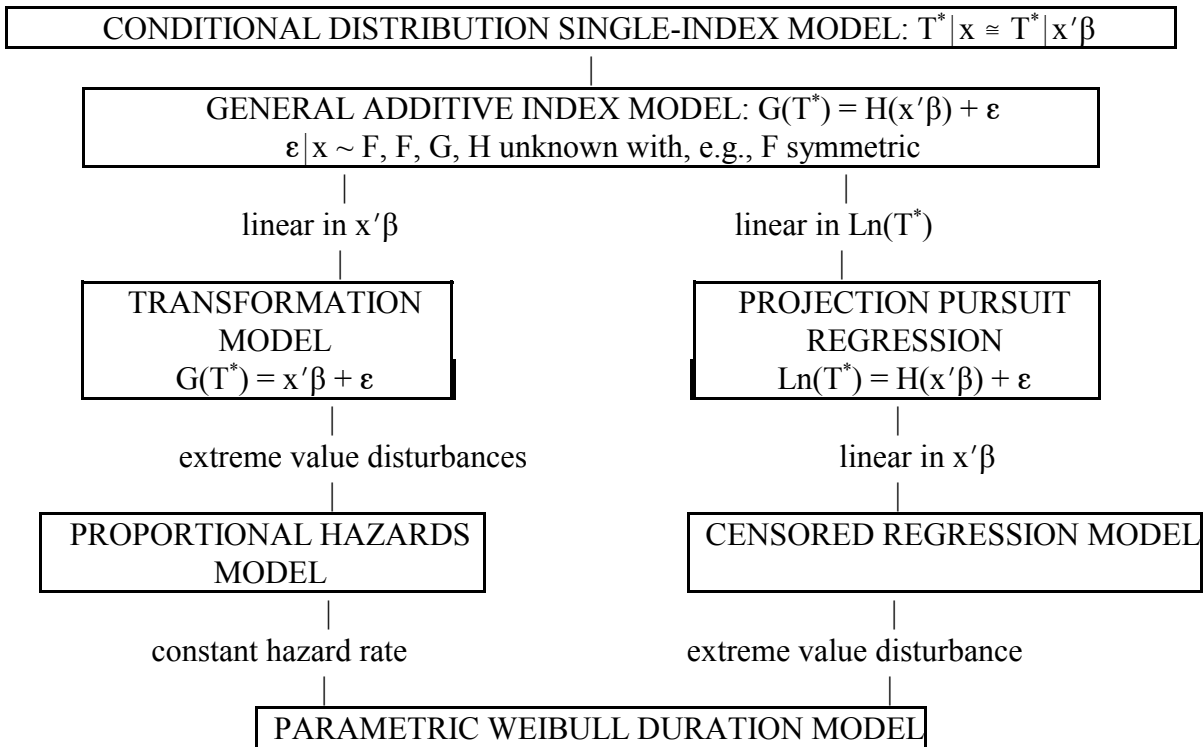 CONDITIONAL DISTRIBUTION SINGLE-INDEX MODEL: T*|x ≅ T*|x′β
GENERAL ADDITIVE INDEX MODEL: G(T*) = H(x′β) + ε
ε|x ~ F, F, G, H unknown with, e.g., F symmetric
linear in x′β
linear in Ln(T*)
TRANSFORMATION
MODEL
G(T*) = x′β + ε
PROJECTION PURSUIT
REGRESSION
Ln(T*) = H(x′β) + ε
extreme value disturbances
linear in x′β
PROPORTIONAL HAZARDS
MODEL
CENSORED REGRESSION MODEL
constant hazard rate
extreme value disturbance
PARAMETRIC WEIBULL DURATION MODEL